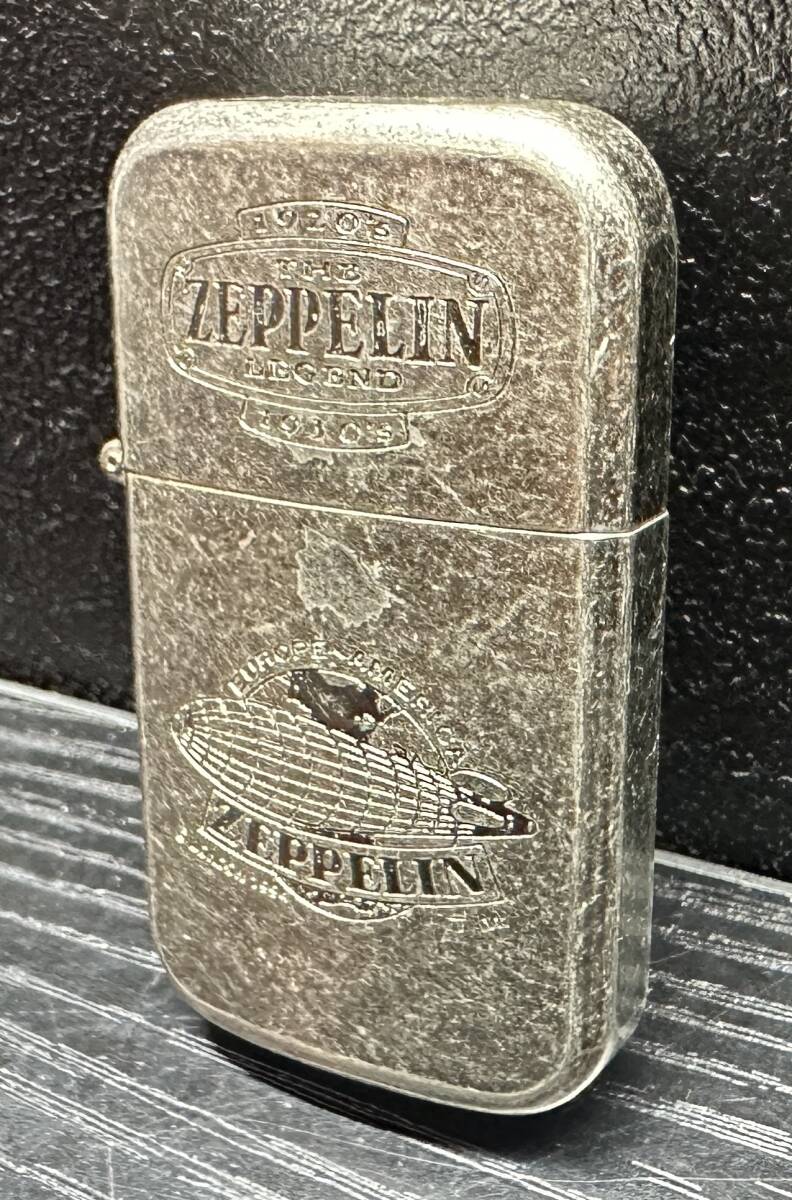 1920's
THE
ZEPPELIN
LEGEND
1930's
EUROPE-AMERICA
ZEPPELIN